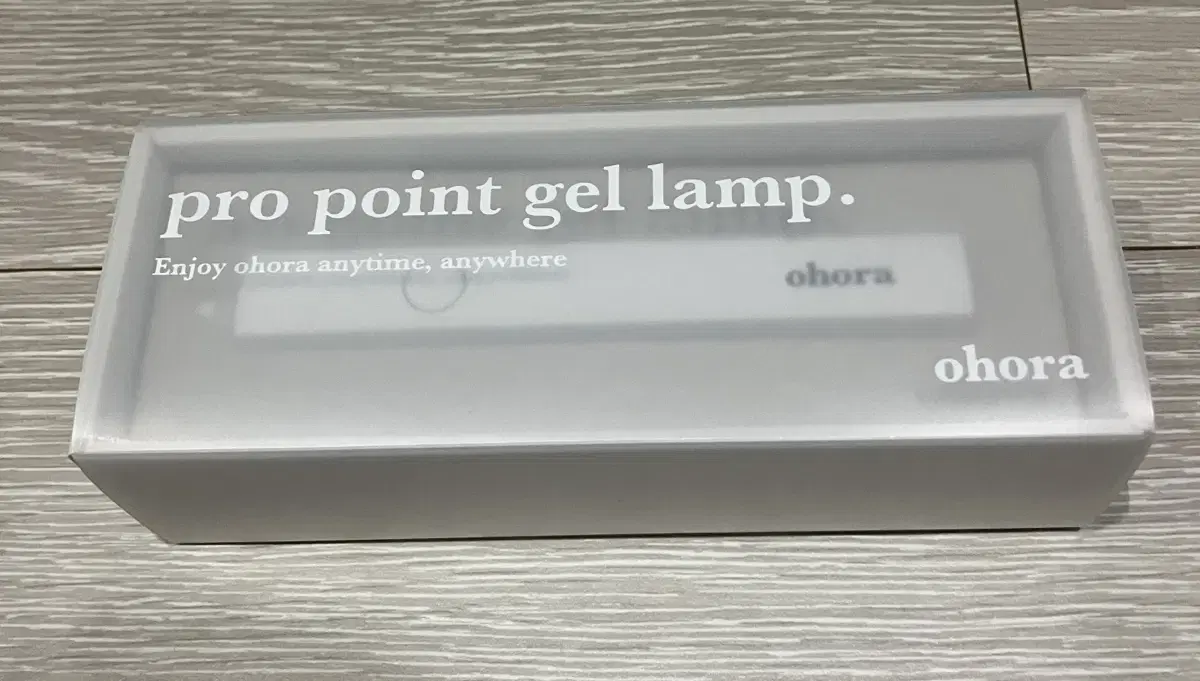 pro point gel lamp.
Enjoy ohora anytime, anywhere
ohora
ohora